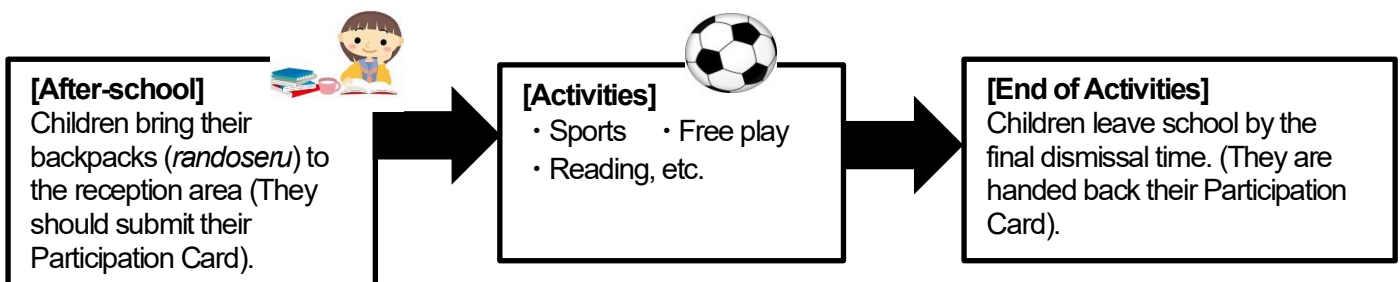 [After-school]
Children bring their
backpacks (randoseru) to
the reception area (They
should submit their
Participation Card).
[Activities]
・Sports ・Free play
・Reading, etc.
[End of Activities]
Children leave school by the
final dismissal time. (They are
handed back their Participation
Card).